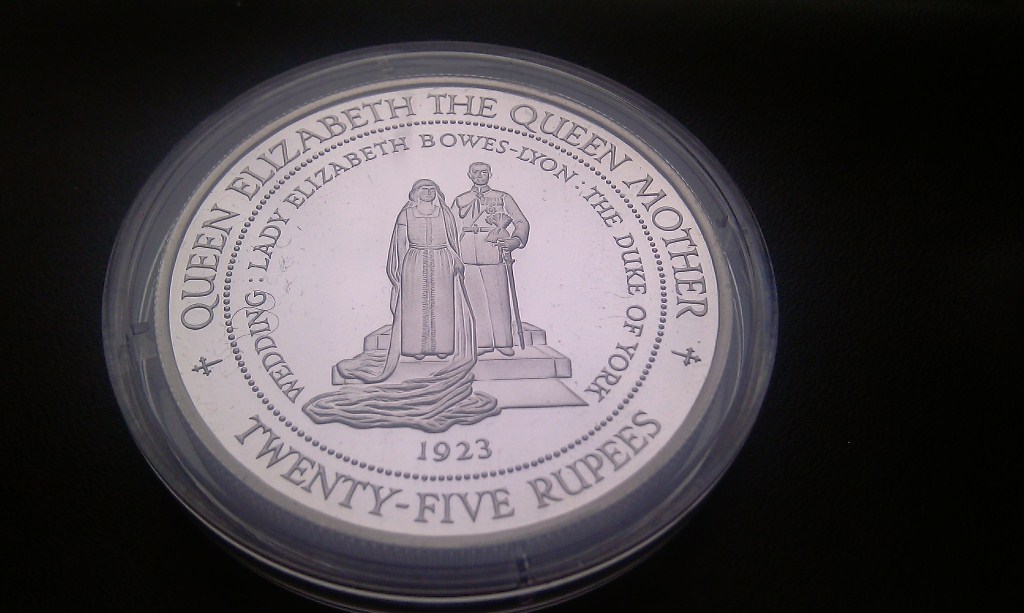 QUEEN ELIZABETH THE QUEEN MOTHER
WEDDING : LADY ELIZABETH BOWES-LYON : THE DUKE OF YORK
1923
TWENTY-FIVE RUPEES